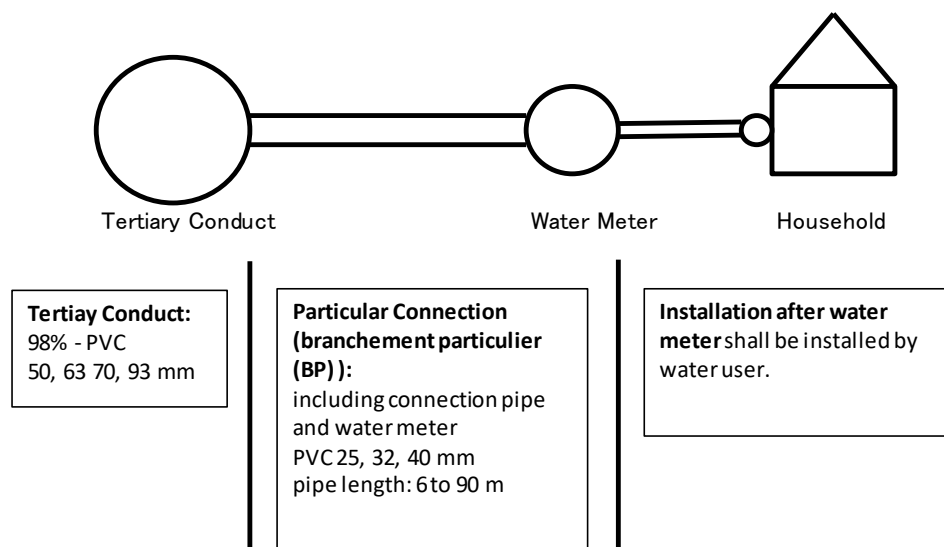 Tertiary Conduct
Water Meter
Household
Tertiay Conduct:
98% - PVC
50, 63 70, 93 mm
Particular Connection
(branchement particulier
(BP) ):
including connection pipe
and water meter
PVC 25, 32, 40 mm
pipe length: 6 to 90 m
Installation after water
meter shall be installed by
water user.